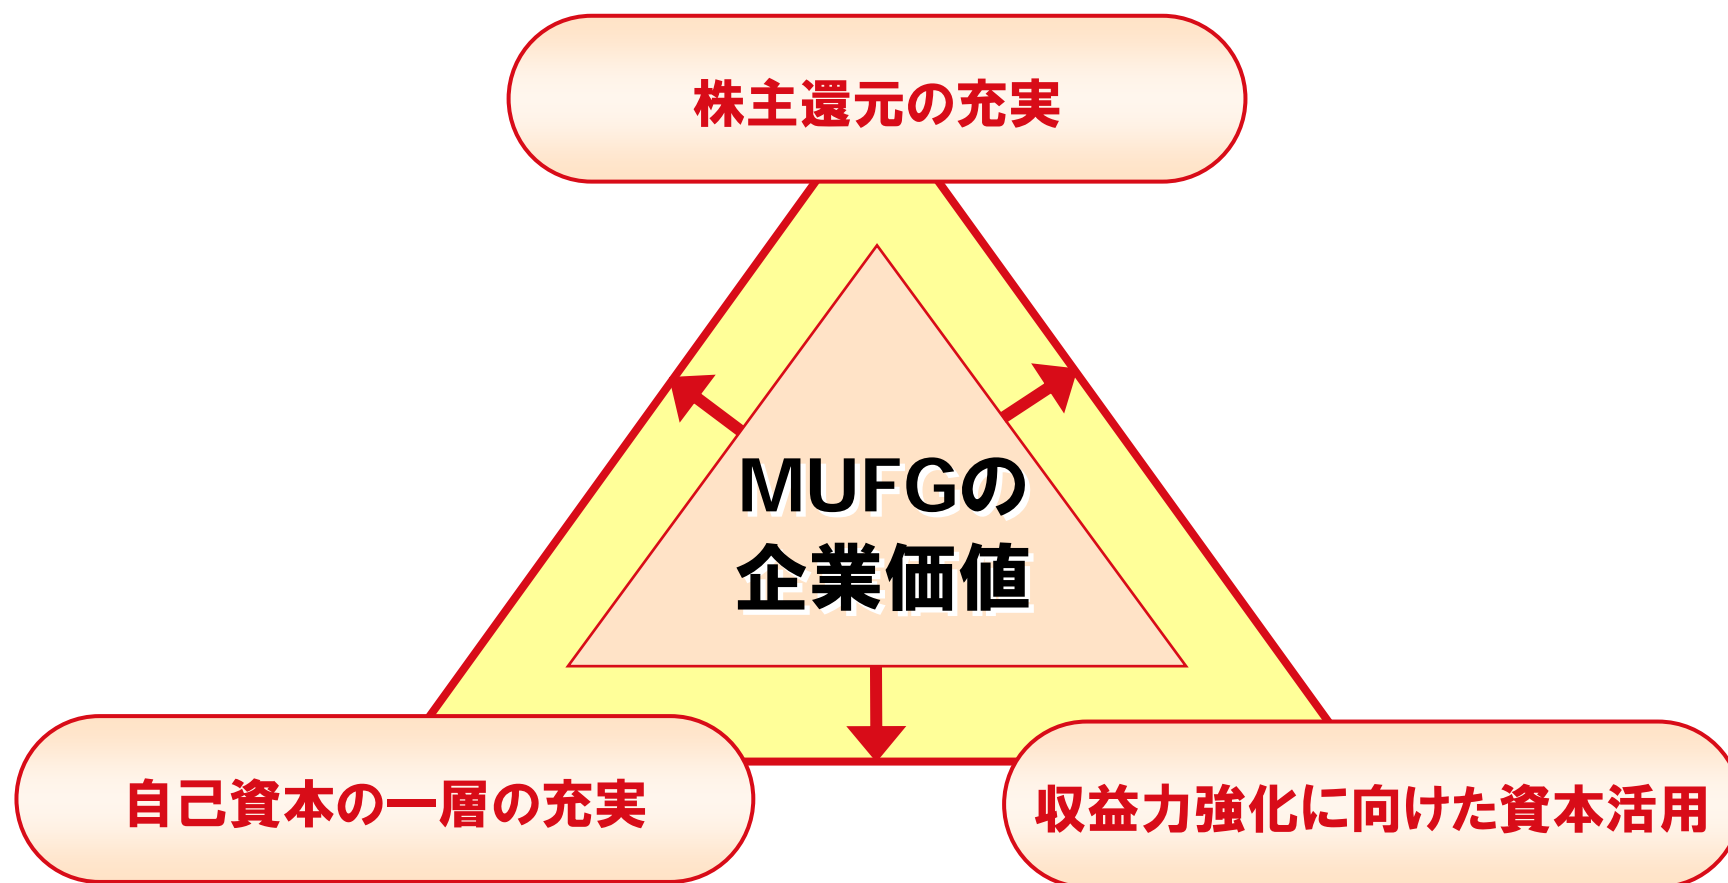 株主還元の充実
MUFGの
企業価値
自己資本の一層の充実
収益力強化に向けた資本活用